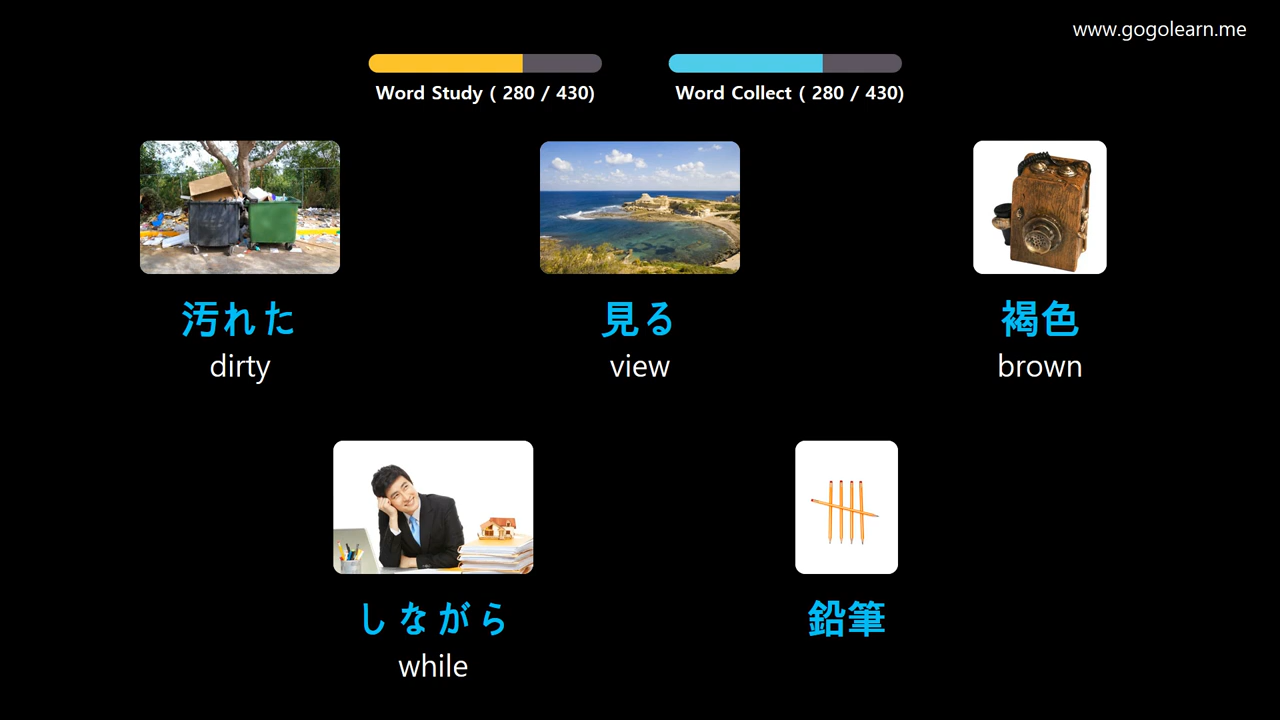 www.gogolearn.me
Word Study ( 280 / 430)
Word Collect ( 280 / 430)
汚れた
dirty
見る
view
褐色
brown
しながら
while
鉛筆